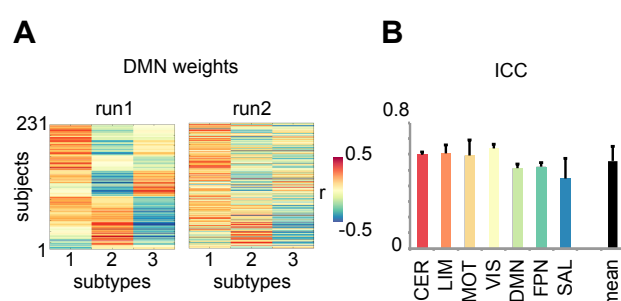 A
DMN weights
run1 run2
231
subjects
1
1 2 3
subtypes
1 2 3
subtypes
0.5
r
-0.5
B
ICC
0.8
0
CER
LIM
MOT
VIS
DMN
FPN
SAL
mean